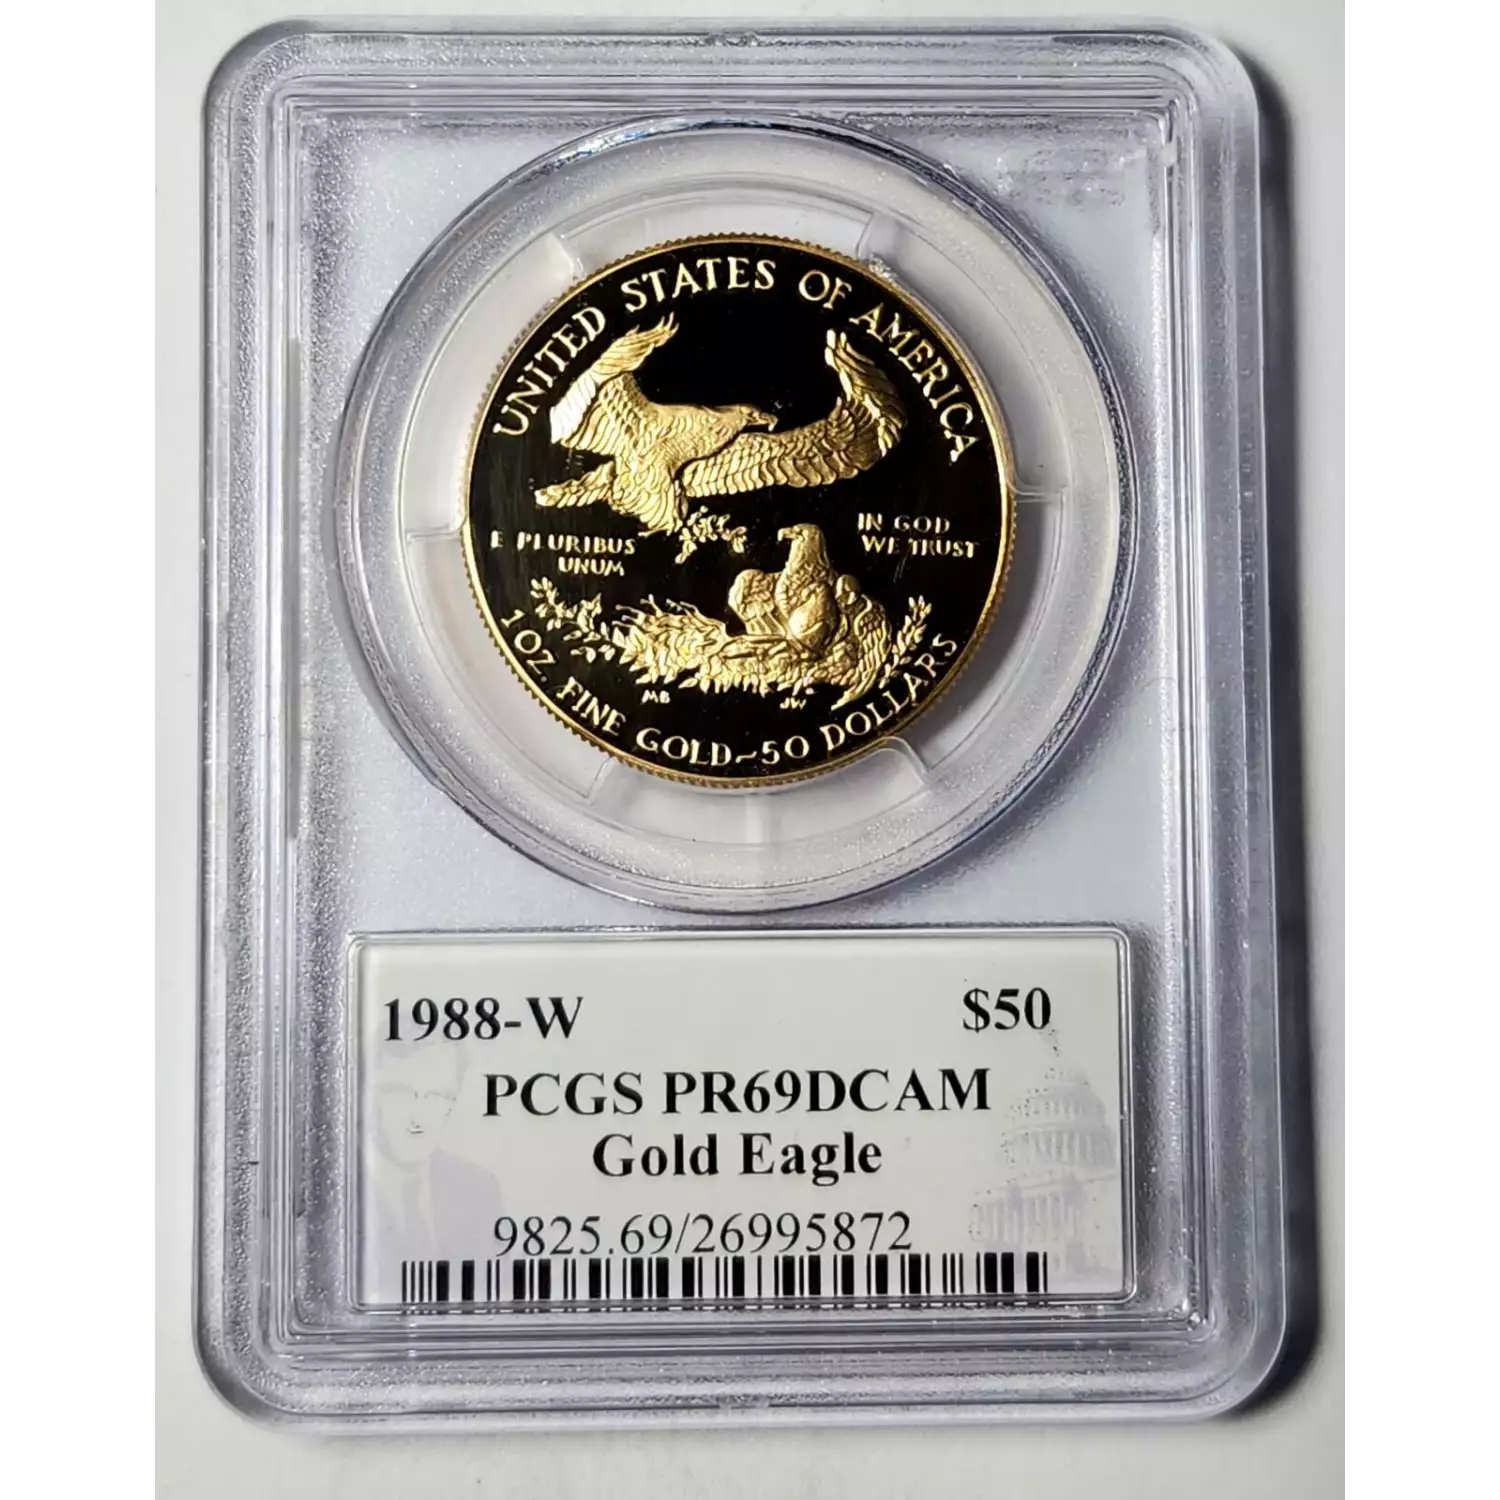 UNITED STATES OF AMERICA
E PLURIBUS
UNUM
IN GOD
WE TRUST
MB
JW
1 OZ. FINE GOLD~50 DOLLARS
1988-W $50
PCGS PR69DCAM
Gold Eagle
9825.69/26995872